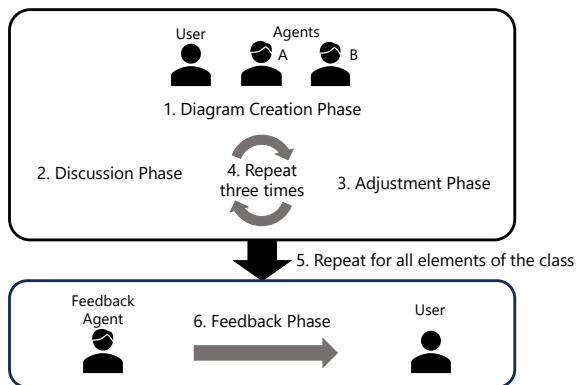 User
Agents
A
B
1. Diagram Creation Phase
2. Discussion Phase
4. Repeat
three times
3. Adjustment Phase
5. Repeat for all elements of the class
Feedback
Agent
6. Feedback Phase
User